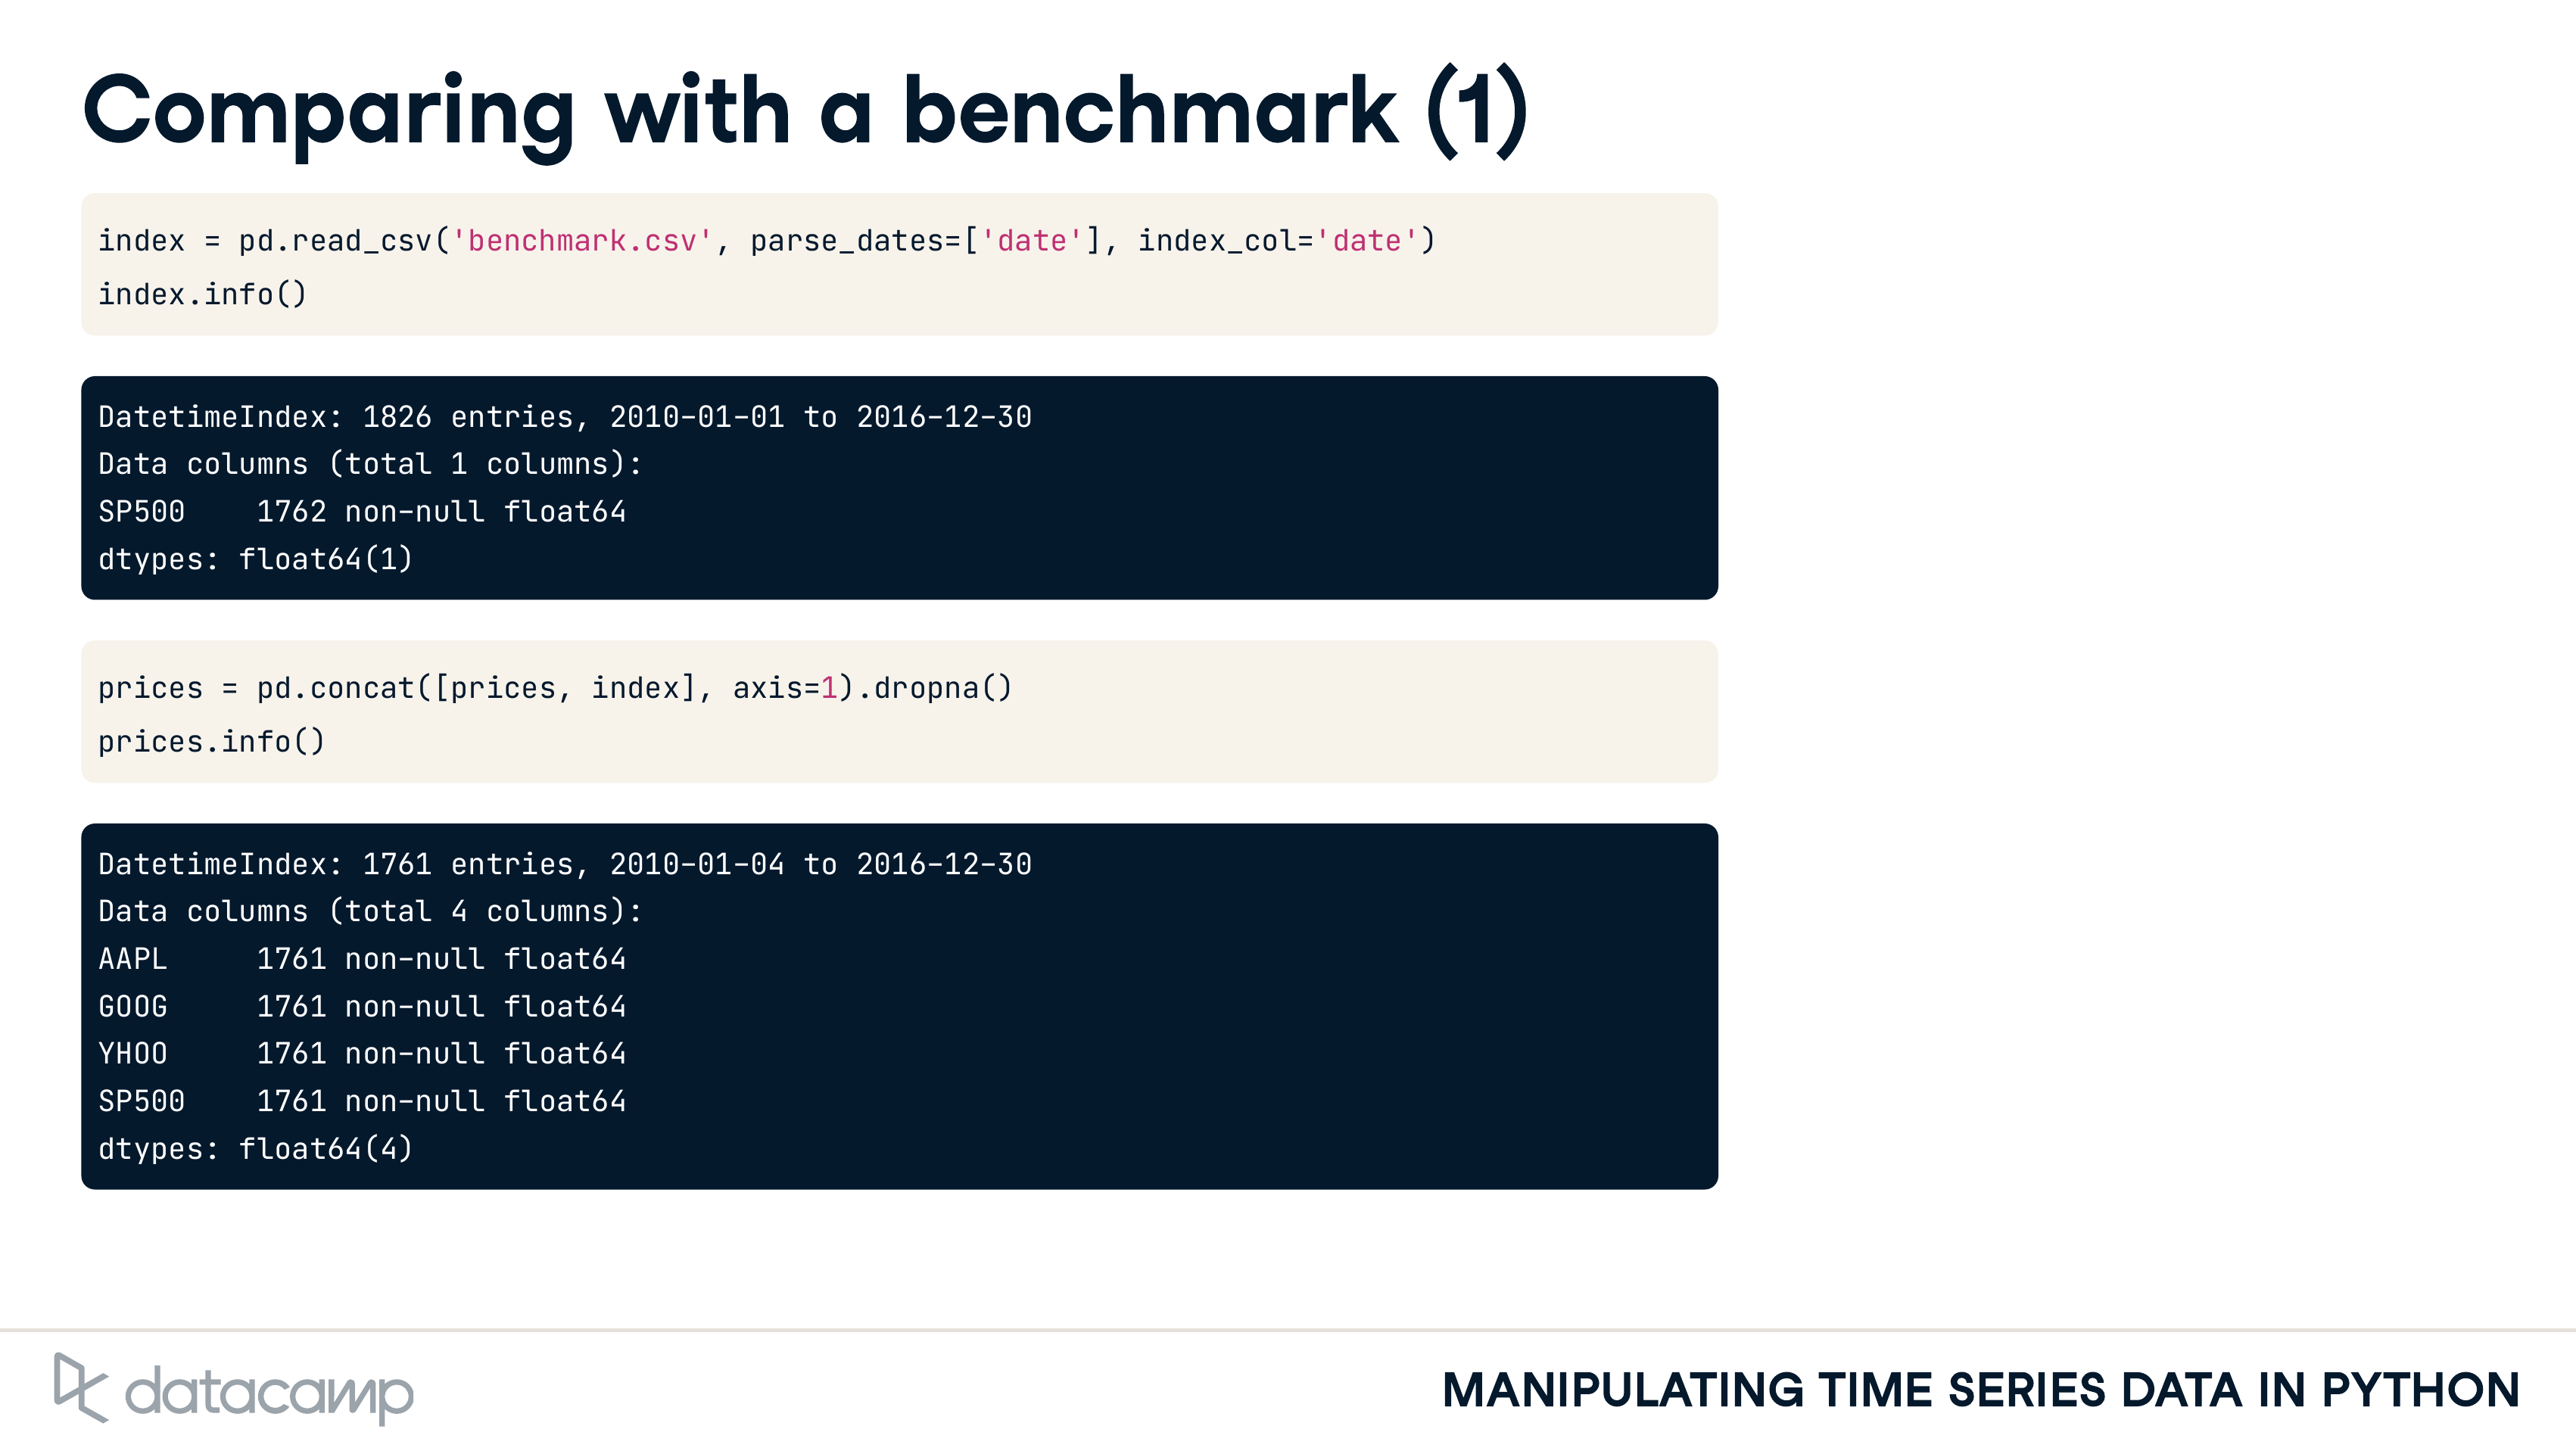 Comparing with a benchmark (1)
index = pd.read_csv('benchmark.csv', parse_dates=['date'], index_col='date')
index.info()
DatetimeIndex: 1826 entries, 2010-01-01 to 2016-12-30
Data columns (total 1 columns):
SP500    1762 non-null float64
dtypes: float64(1)
prices = pd.concat([prices, index], axis=1).dropna()
prices.info()
DatetimeIndex: 1761 entries, 2010-01-04 to 2016-12-30
Data columns (total 4 columns):
AAPL     1761 non-null float64
GOOG     1761 non-null float64
YHOO     1761 non-null float64
SP500    1761 non-null float64
dtypes: float64(4)
datacamp
MANIPULATING TIME SERIES DATA IN PYTHON